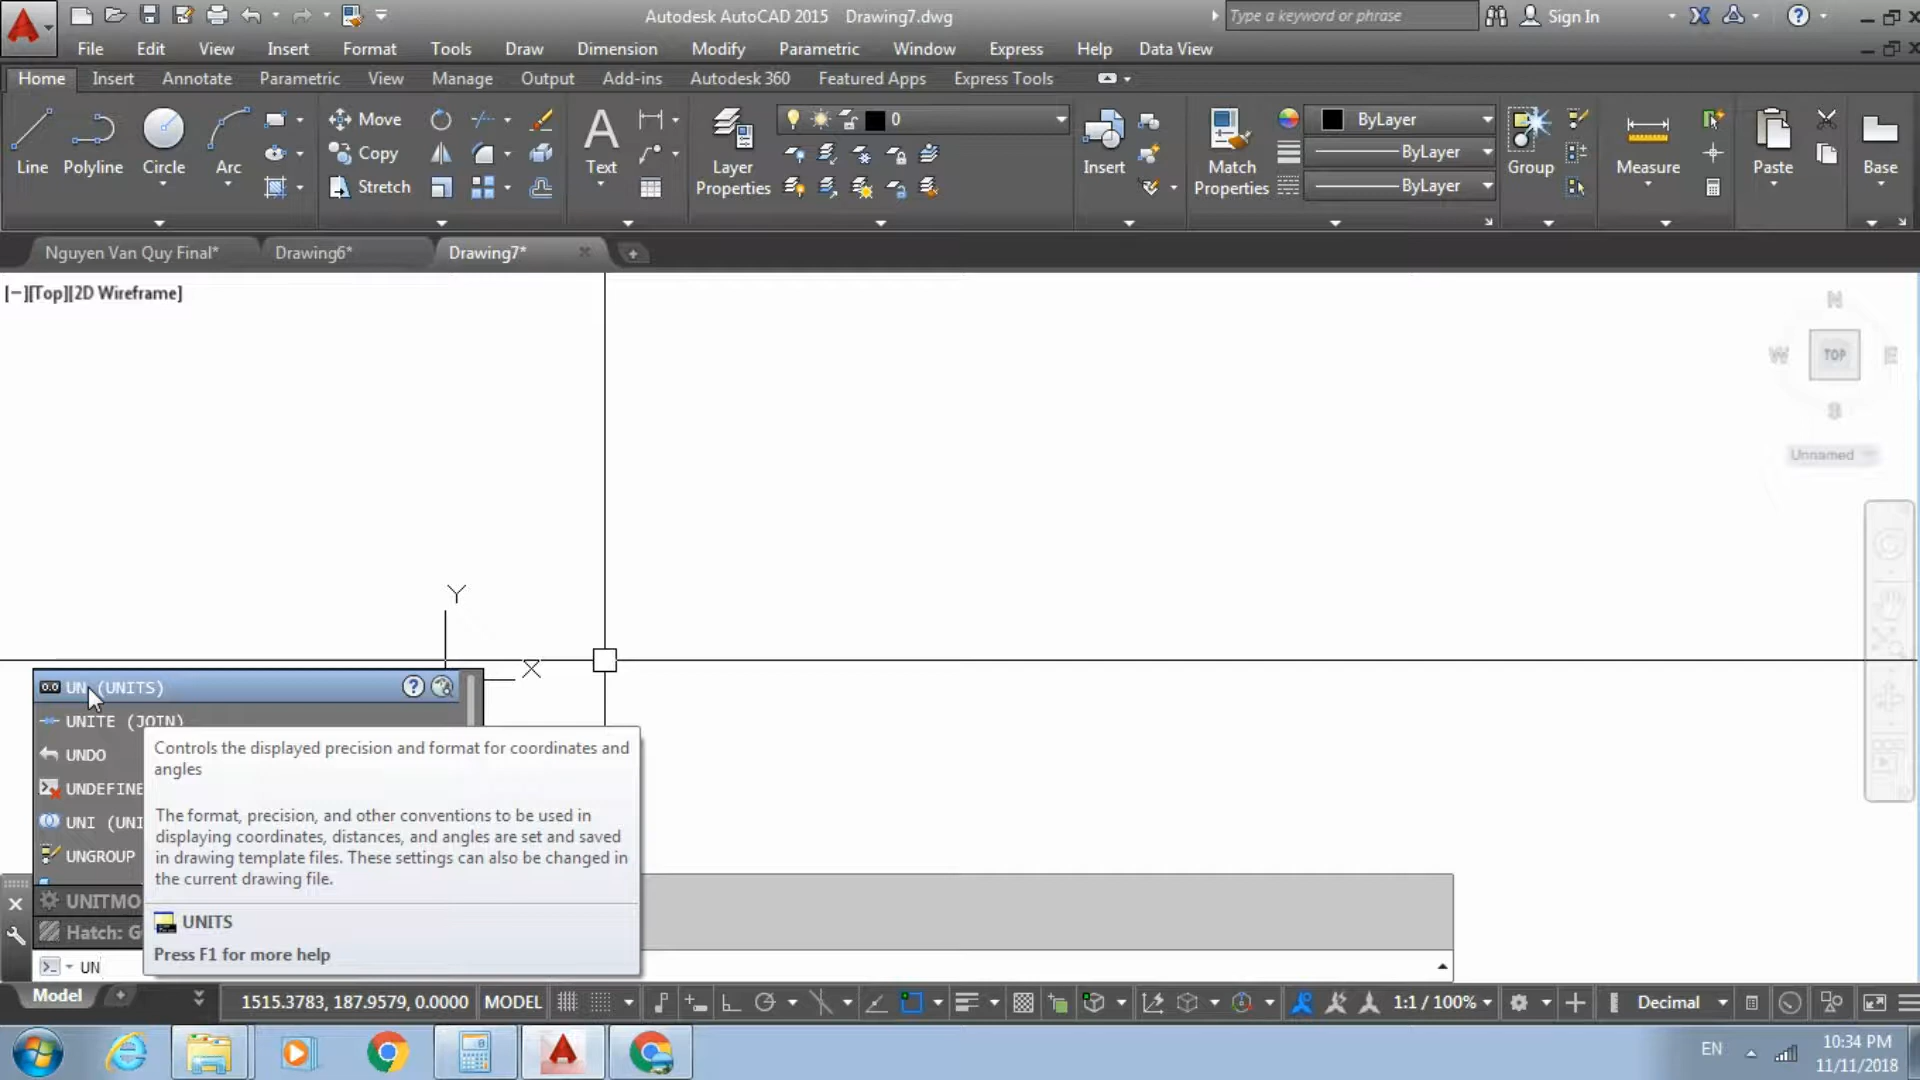 Autodesk AutoCAD 2015 Drawing7.dwg
Type a keyword or phrase
Sign In
File Edit View Insert Format Tools Draw Dimension Modify Parametric Window Express Help Data View
Home Insert Annotate Parametric View Manage Output Add-ins Autodesk 360 Featured Apps Express Tools
Line Polyline Circle Arc
Move
Copy
Stretch
Text
Layer
Properties
0
Insert
Match
Properties
ByLayer
ByLayer
ByLayer
Group
Measure
Paste
Base
Nguyen Van Quy Final*
Drawing6*
Drawing7*
[−][Top][2D Wireframe]
N
W TOP E
S
Unnamed
Y
X
UN (UNITS)
UNITE (JOIN)
UNDO
UNDEFINE
UNI (UNI
UNGROUP
UNITMO
Hatch: G
Controls the displayed precision and format for coordinates and
angles
The format, precision, and other conventions to be used in
displaying coordinates, distances, and angles are set and saved
in drawing template files. These settings can also be changed in
the current drawing file.
UNITS
Press F1 for more help
UN
Model
1515.3783, 187.9579, 0.0000 MODEL
1:1 / 100%
Decimal
EN
10:34 PM
11/11/2018